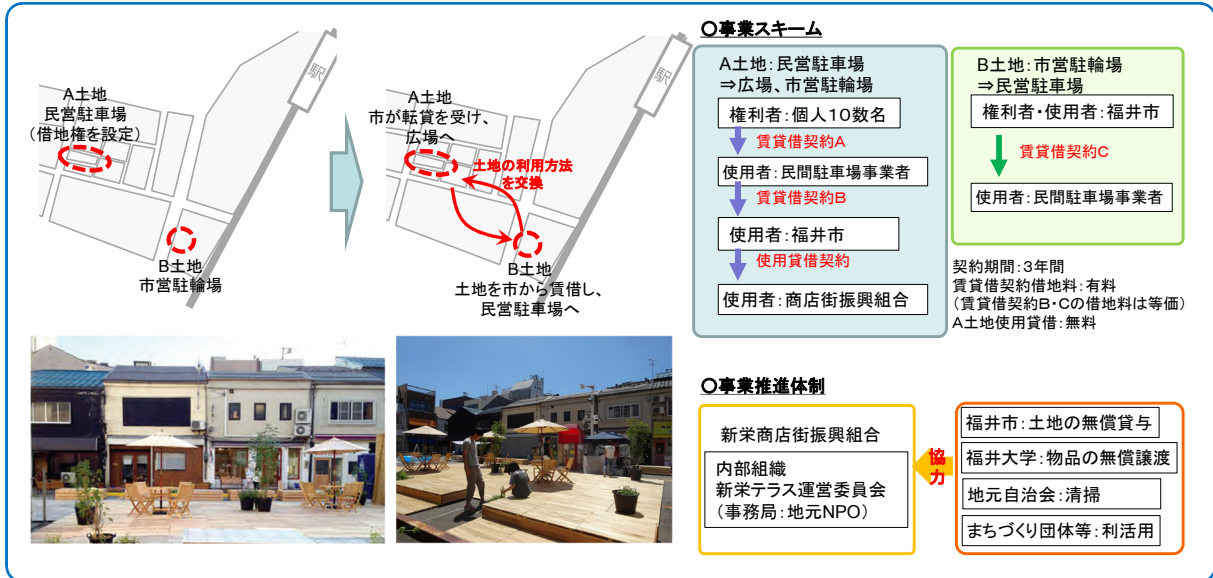 A土地
民営駐車場
(借地権を設定)
駅
B土地
市営駐輪場
A土地
市が転貸を受け、
広場へ
駅
土地の利用方法
を交換
B土地
土地を市から賃借し、
民営駐車場へ
○事業スキーム
A土地:民営駐車場
⇒広場、市営駐輪場
権利者:個人10数名
賃貸借契約A
使用者:民間駐車場事業者
賃貸借契約B
使用者:福井市
使用貸借契約
使用者:商店街振興組合
B土地:市営駐輪場
⇒民営駐車場
権利者・使用者:福井市
賃貸借契約C
使用者:民間駐車場事業者
契約期間:3年間
賃貸借契約借地料:有料
(賃貸借契約B・Cの借地料は等価)
A土地使用貸借:無料
○事業推進体制
新栄商店街振興組合
内部組織
新栄テラス運営委員会
(事務局:地元NPO)
協
力
福井市:土地の無償貸与
福井大学:物品の無償譲渡
地元自治会:清掃
まちづくり団体等:利活用